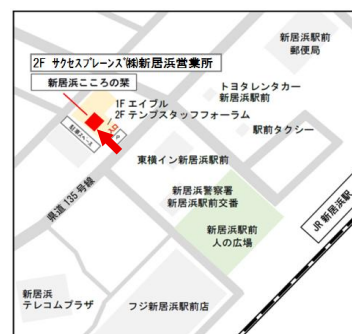 新居浜駅前
郵便局
2F サクセスブレーンズ㈱新居浜営業所
新居浜こころの栞
トヨタレンタカー
新居浜駅前
1F エイブル
2F テンプスタッフフォーラム
駅前タクシー
東横イン新居浜駅前
県道135号線
新居浜警察署
新居浜駅前交番
新居浜駅前
人の広場
JR 新居浜駅
新居浜
テレコムプラザ
フジ新居浜駅前店